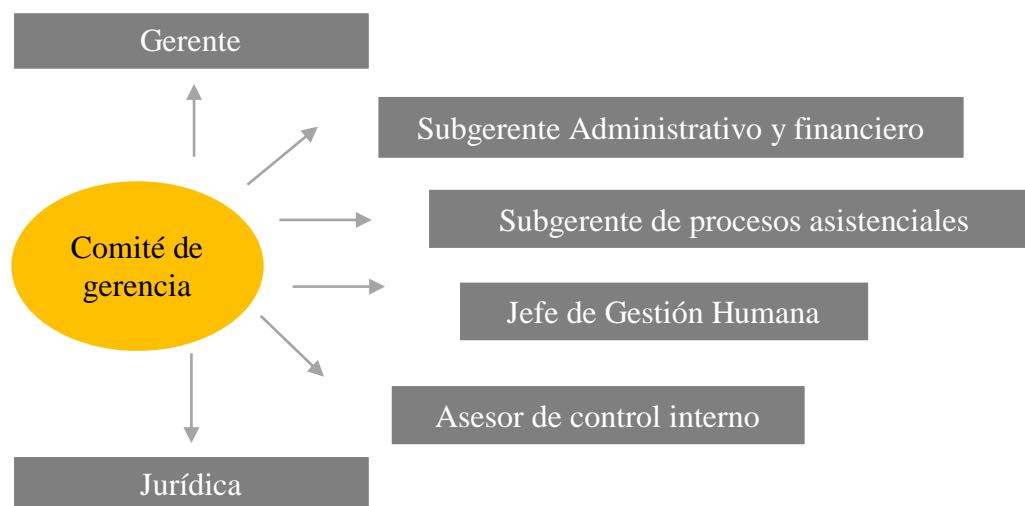 Gerente
Subgerente Administrativo y financiero
Subgerente de procesos asistenciales
Comité de
gerencia
Jefe de Gestión Humana
Asesor de control interno
Jurídica